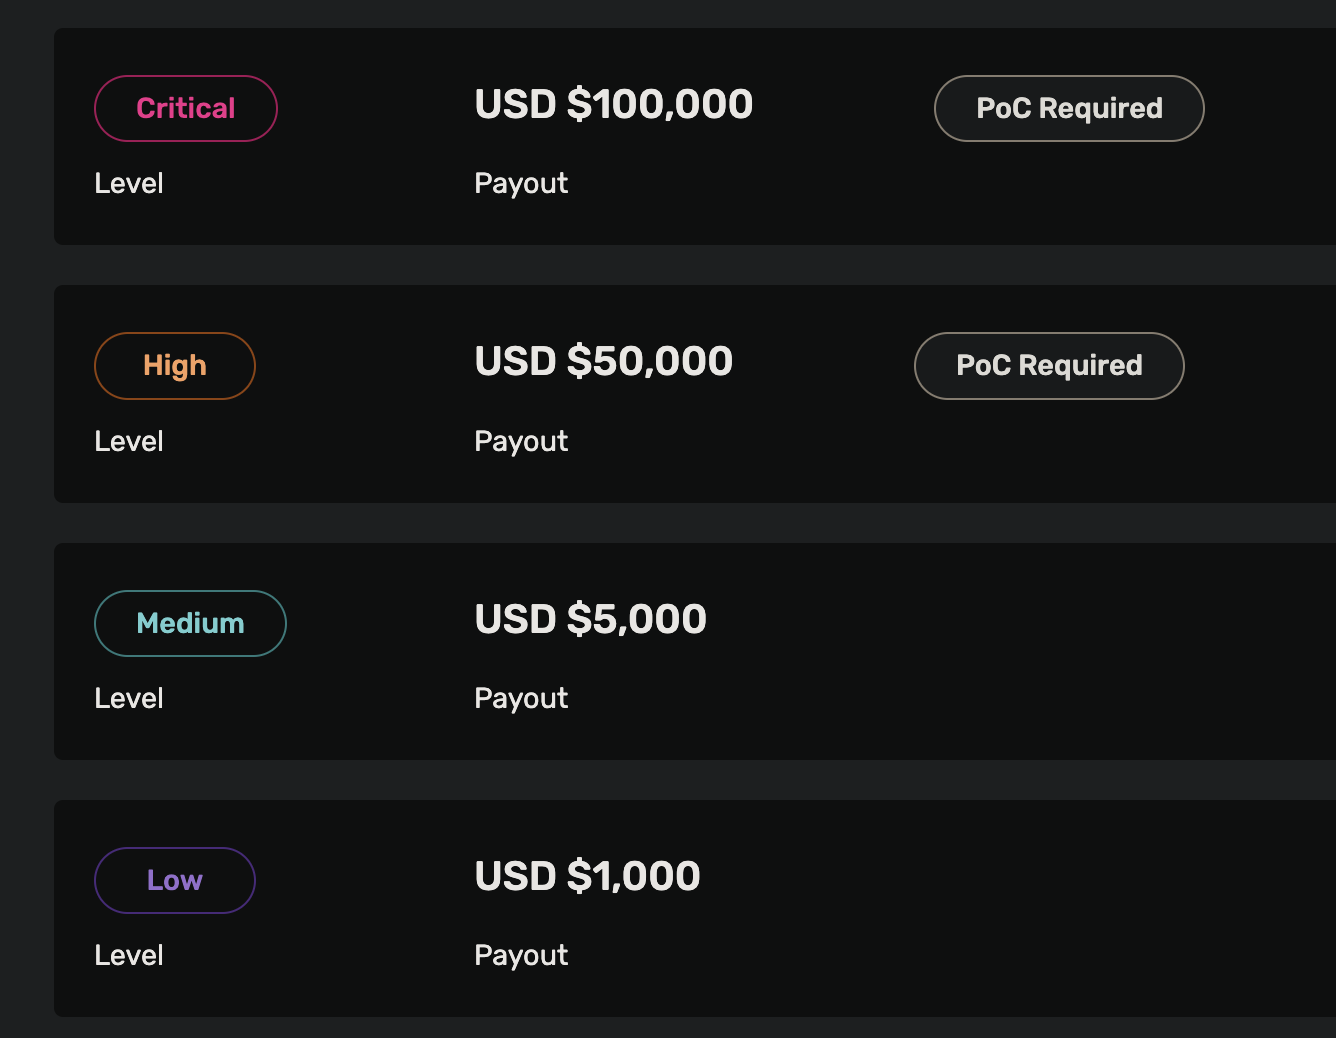 Critical USD $100,000 PoC Required
Level Payout
High USD $50,000 PoC Required
Level Payout
Medium USD $5,000
Level Payout
Low USD $1,000
Level Payout